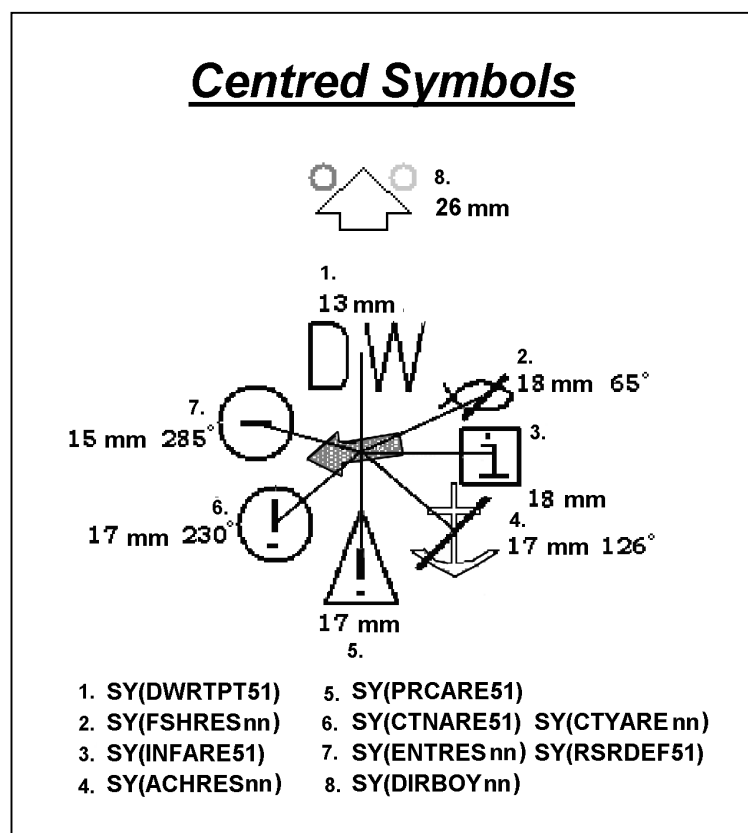 Centred Symbols
8.
26 mm
1.
13 mm
DW
2.
18 mm 65°
7.
3.
15 mm 285°
i
18 mm
6.
!
17 mm 230°
4.
17 mm 126°
!
17 mm
5.
1. SY(DWRTPT51) 5. SY(PRCARE51)
2. SY(FSHRESnn) 6. SY(CTNARE51) SY(CTYAREnn)
3. SY(INFARE51) 7. SY(ENTRESnn) SY(RSRDEF51)
4. SY(ACHRESnn) 8. SY(DIRBOYnn)